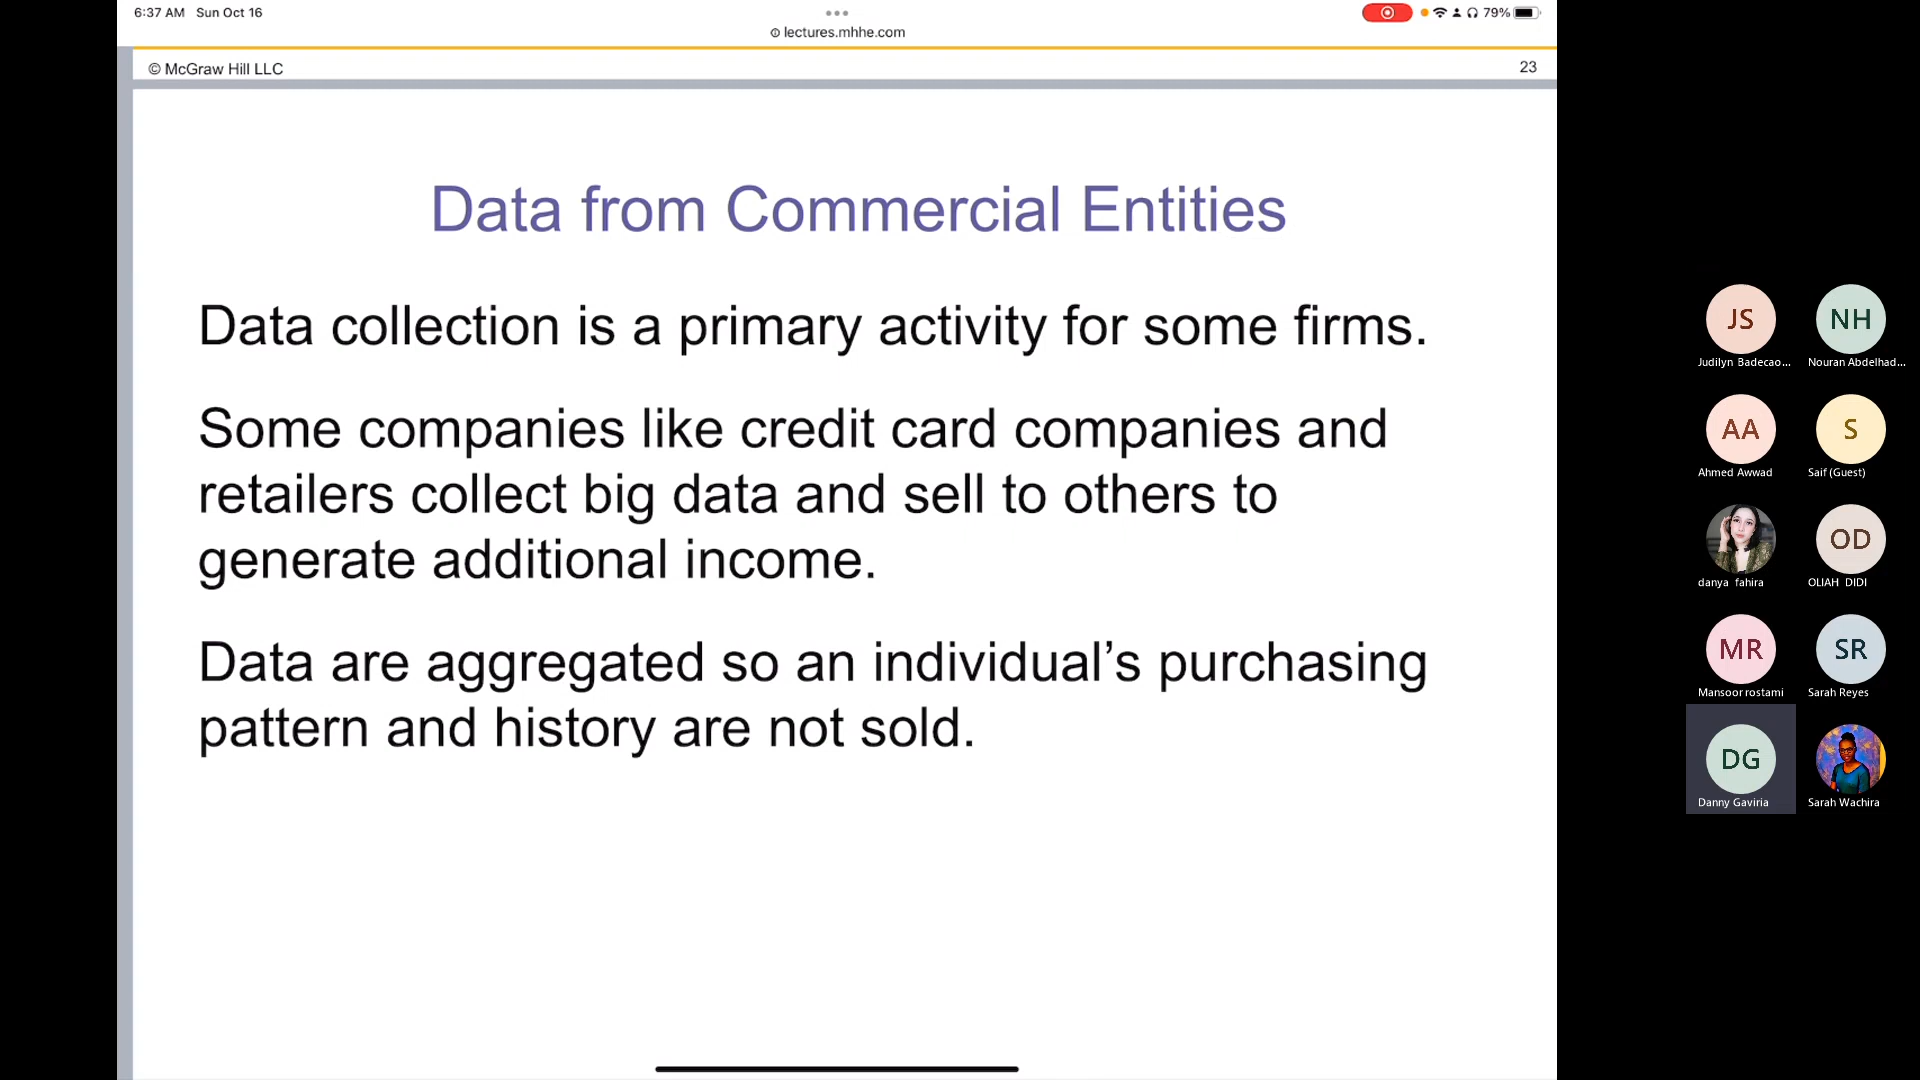 6:37 AM Sun Oct 16
79%
lectures.mhhe.com
© McGraw Hill LLC
23
Data from Commercial Entities
Data collection is a primary activity for some firms.
Some companies like credit card companies and
retailers collect big data and sell to others to
generate additional income.
Data are aggregated so an individual’s purchasing
pattern and history are not sold.
JS
NH
Judilyn Badecao...
Nouran Abdelhad...
AA
S
Ahmed Awwad
Saif (Guest)
OD
danya fahira
OLIAH DIDI
MR
SR
Mansoor rostami
Sarah Reyes
DG
Danny Gaviria
Sarah Wachira